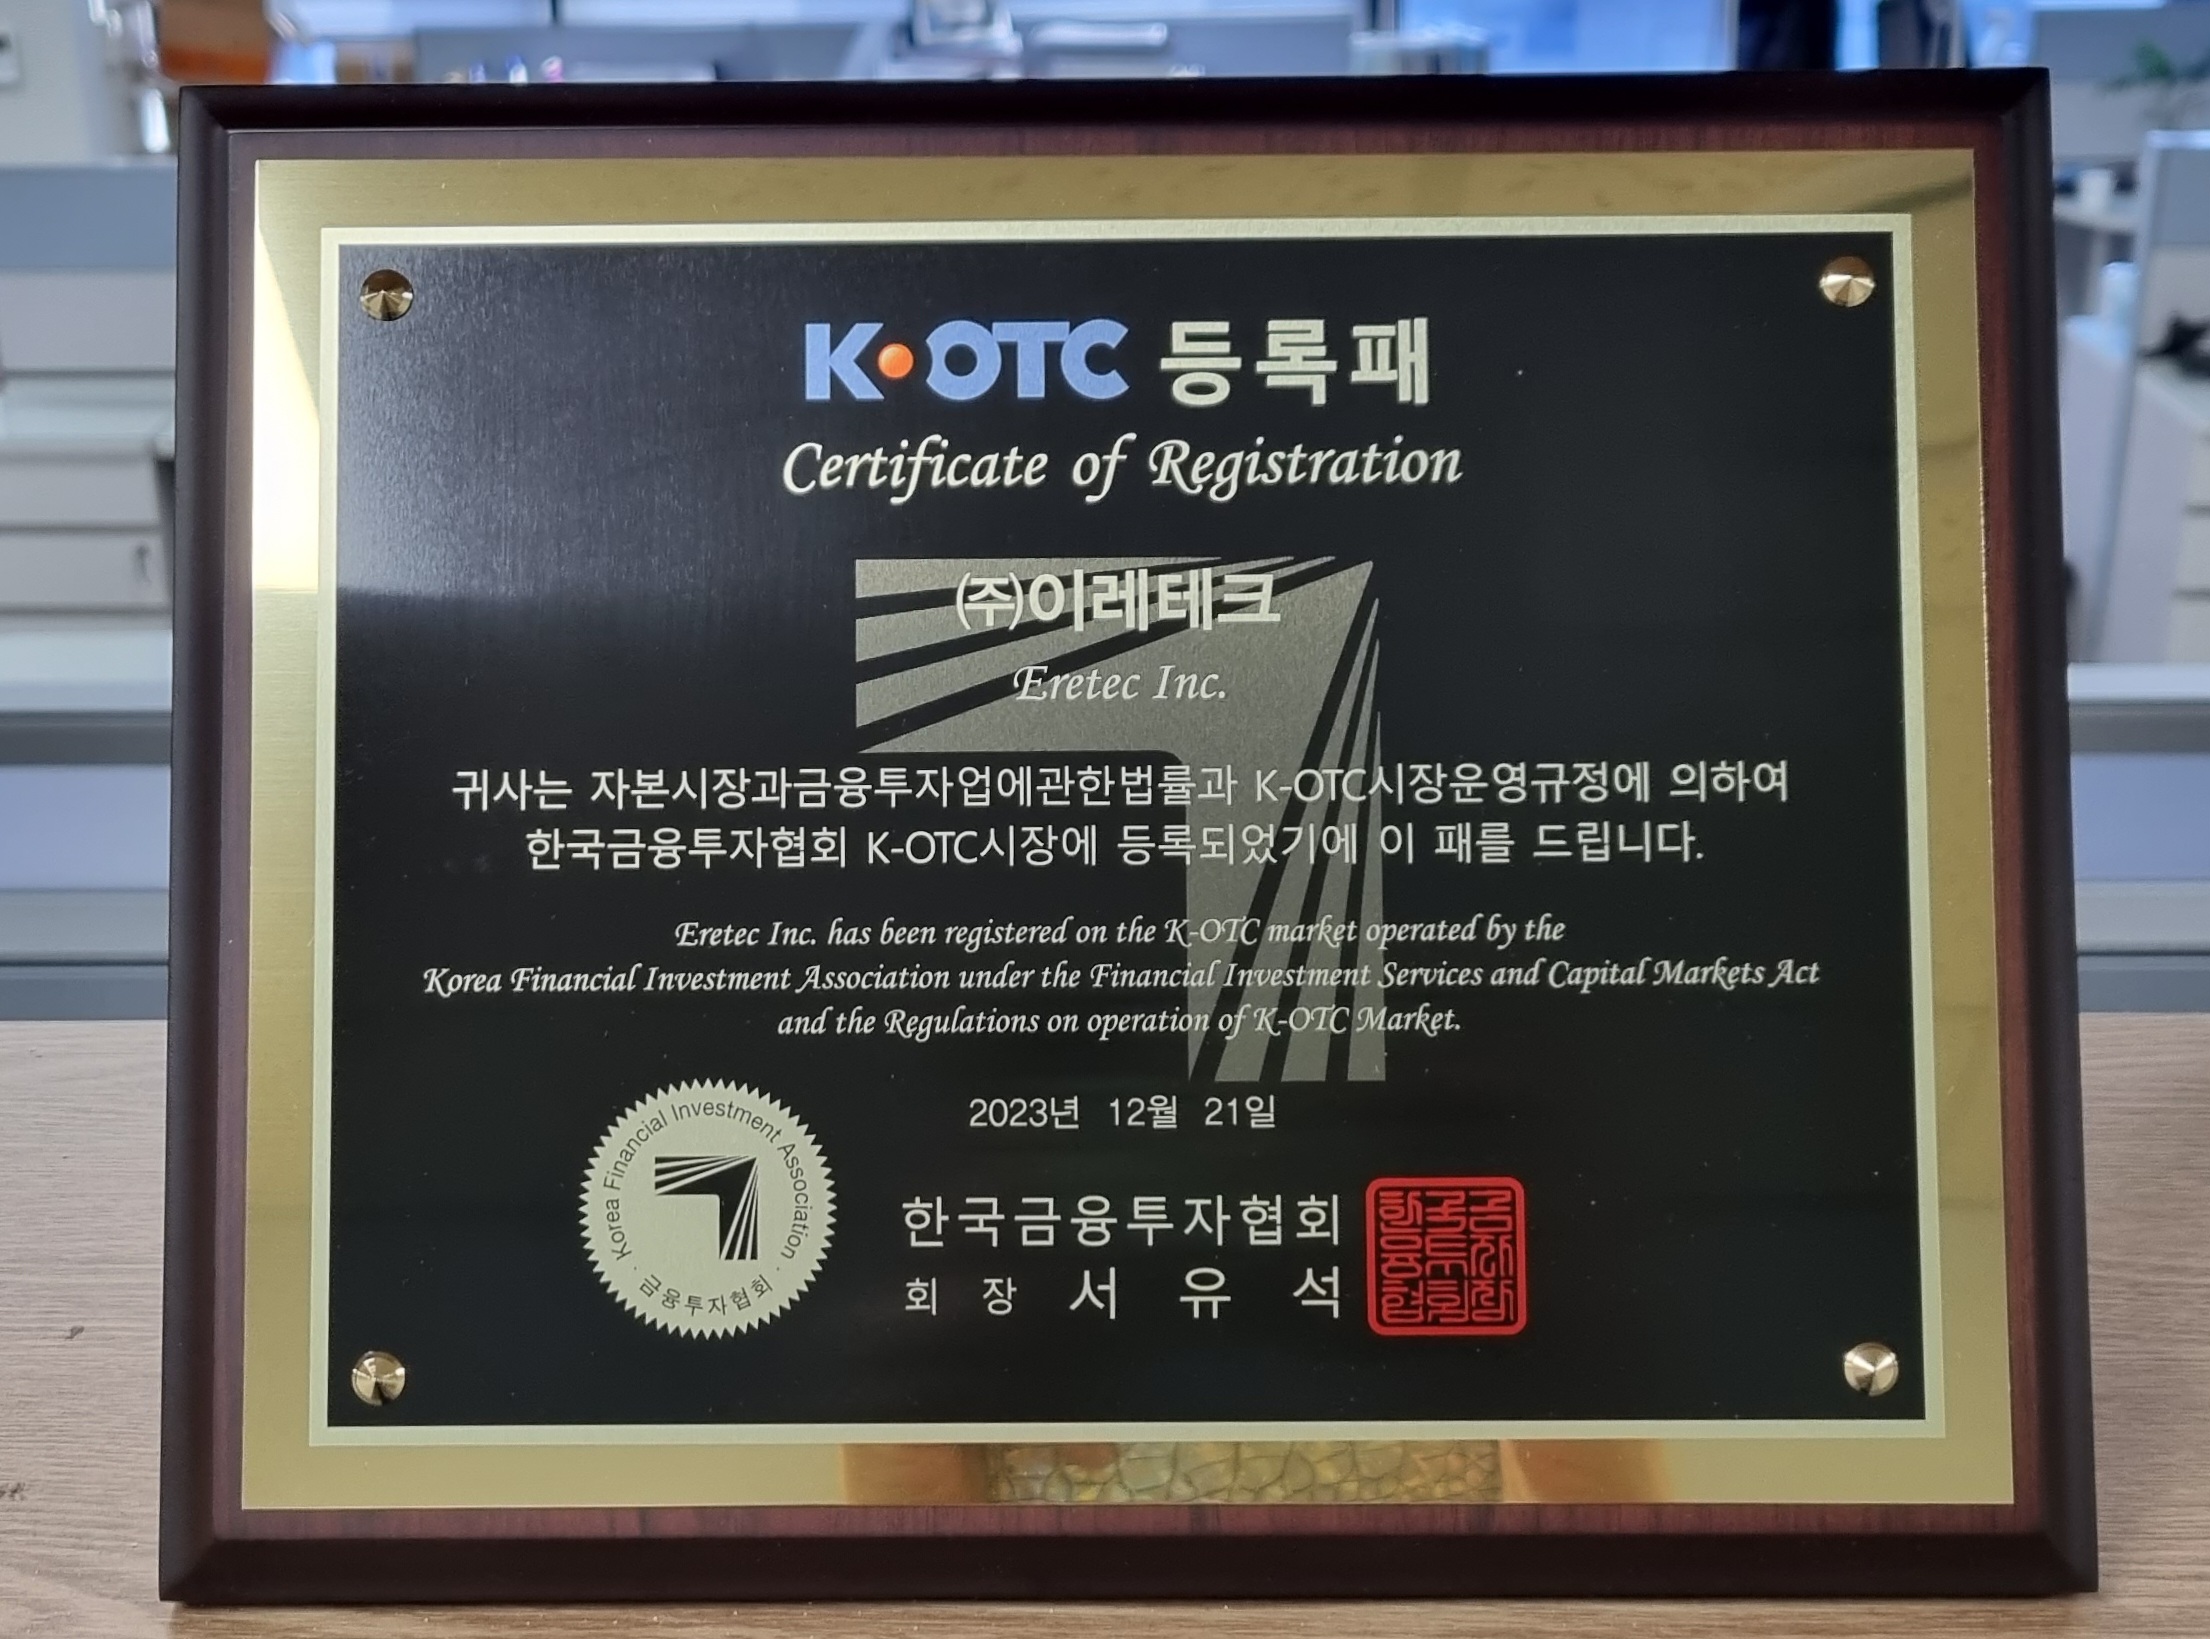 K·OTC 등록패
Certificate of Registration
㈜이레테크
Eretec Inc.
귀사는 자본시장과금융투자업에관한법률과 K-OTC시장운영규정에 의하여
한국금융투자협회 K-OTC시장에 등록되었기에 이 패를 드립니다.
Eretec Inc. has been registered on the K-OTC market operated by the
Korea Financial Investment Association under the Financial Investment Services and Capital Markets Act
and the Regulations on operation of K-OTC Market.
2023년 12월 21일
Korea Financial Investment Association
· 금융투자협회 ·
한국금융투자협회
회 장 서 유 석